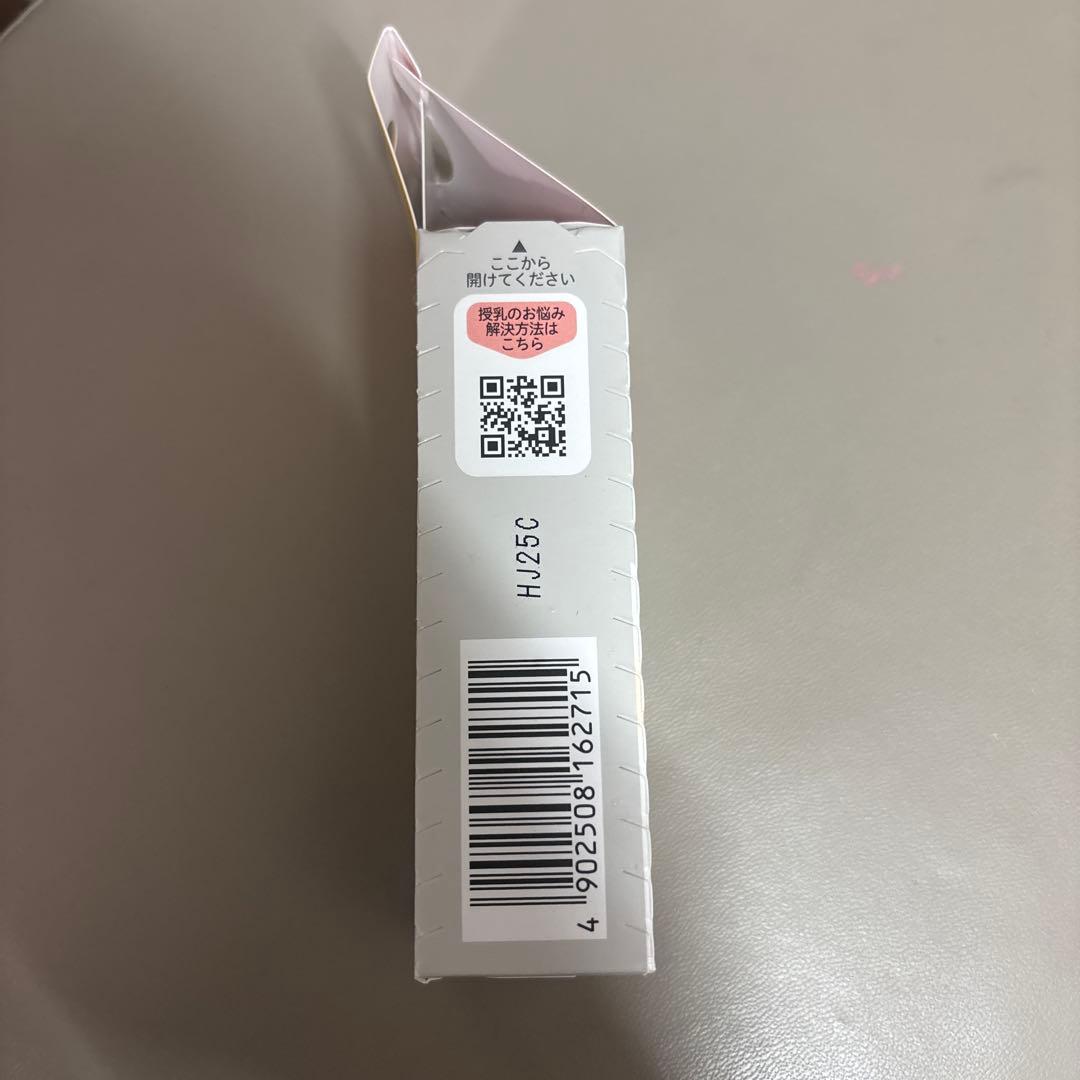 ▲
ここから
開けてください
授乳のお悩み
解決方法は
こちら
HJ25C
4 902508 162715